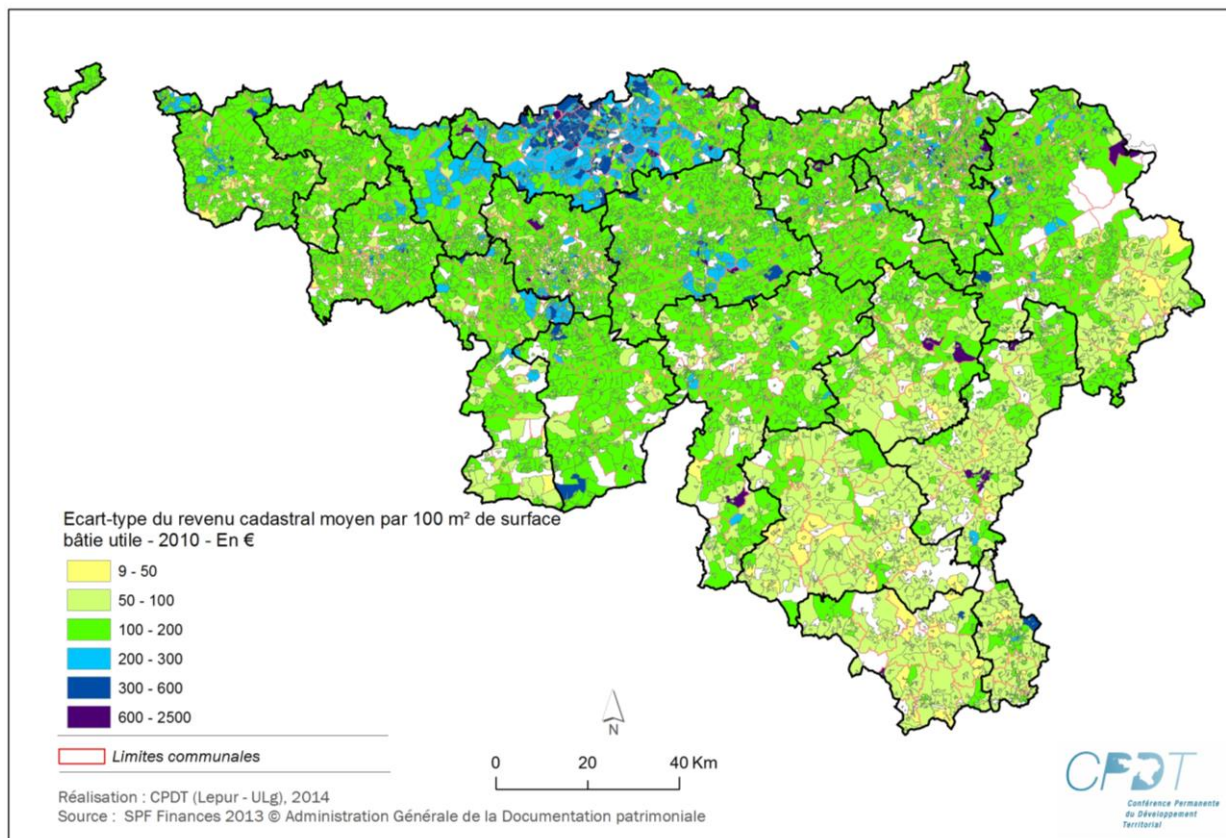 Ecart-type du revenu cadastral moyen par 100 m² de surface
bâtie utile - 2010 - En €
9 - 50
50 - 100
100 - 200
200 - 300
300 - 600
600 - 2500
Limites communales
N
0 20 40 Km
Réalisation : CPDT (Lepur - ULg), 2014
Source : SPF Finances 2013 © Administration Générale de la Documentation patrimoniale
CPDT
Conférence Permanente
du Développement
Territorial